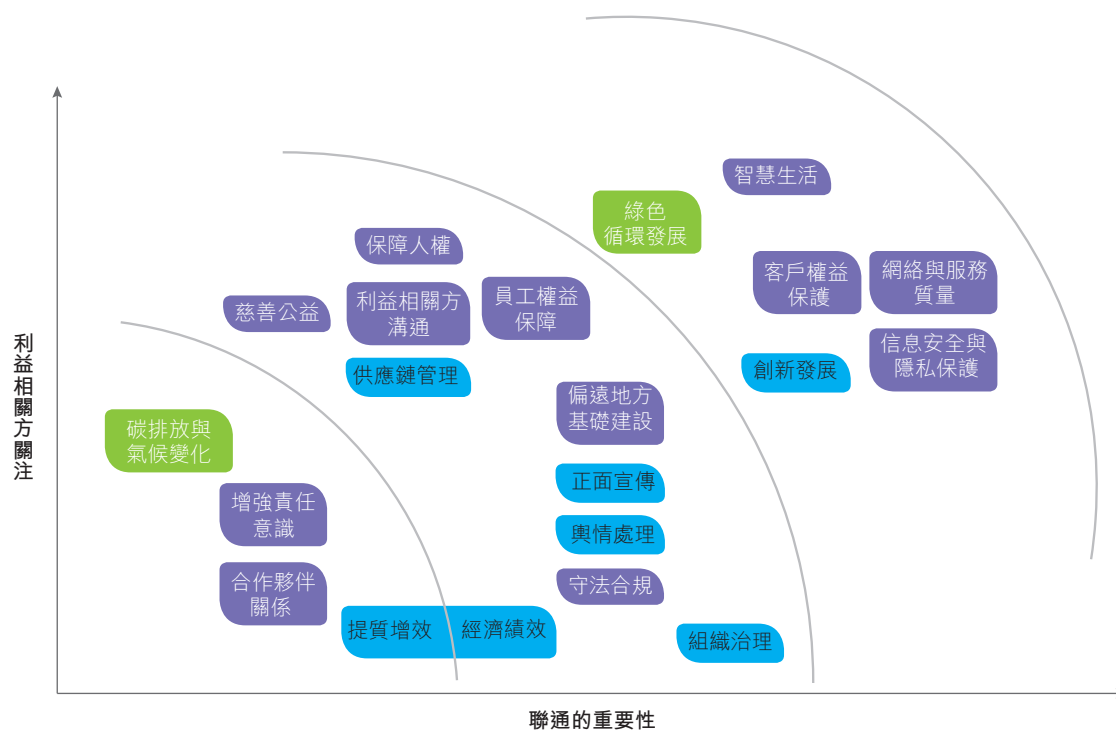 智慧生活
綠色
循環發展
保障人權
客戶權益
保護
網絡與服務
質量
慈善公益
利益相關方
溝通
員工權益
保障
供應鏈管理
創新發展
信息安全與
隱私保護
偏遠地方
基礎建設
碳排放與
氣候變化
正面宣傳
增強責任
意識
輿情處理
合作夥伴
關係
守法合規
提質增效
經濟績效
組織治理
利益相關方關注
聯通的重要性